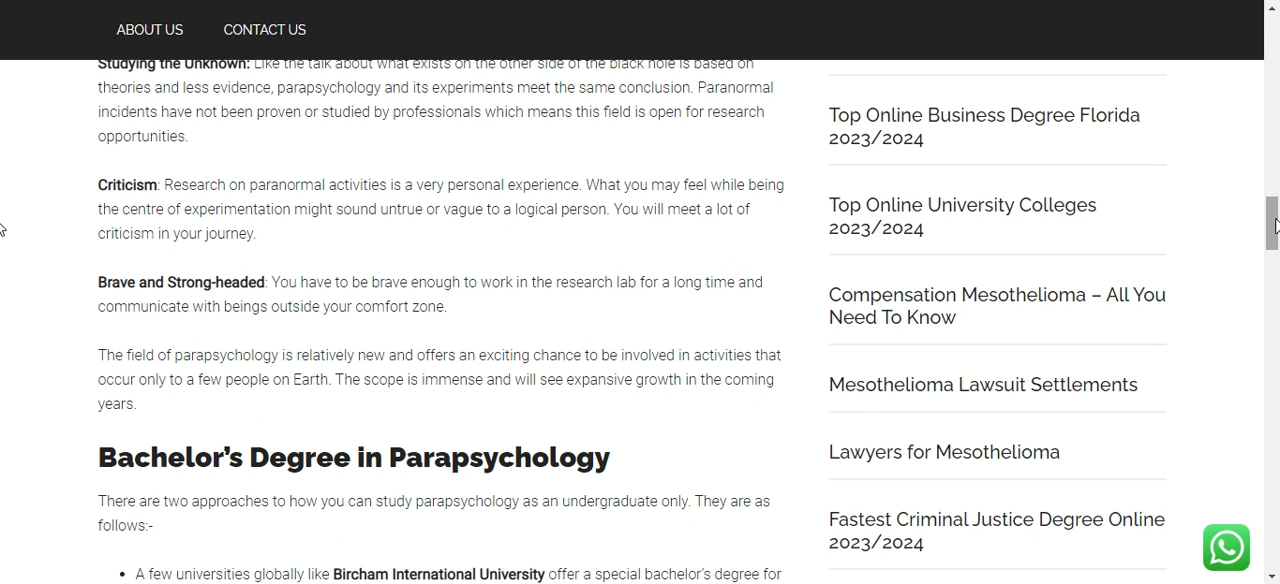 ABOUT US
CONTACT US
Studying the Unknown: Like the talk about what exists on the other side of the black hole is based on
theories and less evidence, parapsychology and its experiments meet the same conclusion. Paranormal
incidents have not been proven or studied by professionals which means this field is open for research
opportunities.
Criticism: Research on paranormal activities is a very personal experience. What you may feel while being
the centre of experimentation might sound untrue or vague to a logical person. You will meet a lot of
criticism in your journey.
Brave and Strong-headed: You have to be brave enough to work in the research lab for a long time and
communicate with beings outside your comfort zone.
The field of parapsychology is relatively new and offers an exciting chance to be involved in activities that
occur only to a few people on Earth. The scope is immense and will see expansive growth in the coming
years.
Bachelor’s Degree in Parapsychology
There are two approaches to how you can study parapsychology as an undergraduate only. They are as
follows:-
• A few universities globally like Bircham International University offer a special bachelor’s degree for
Top Online Business Degree Florida
2023/2024
Top Online University Colleges
2023/2024
Compensation Mesothelioma – All You
Need To Know
Mesothelioma Lawsuit Settlements
Lawyers for Mesothelioma
Fastest Criminal Justice Degree Online
2023/2024